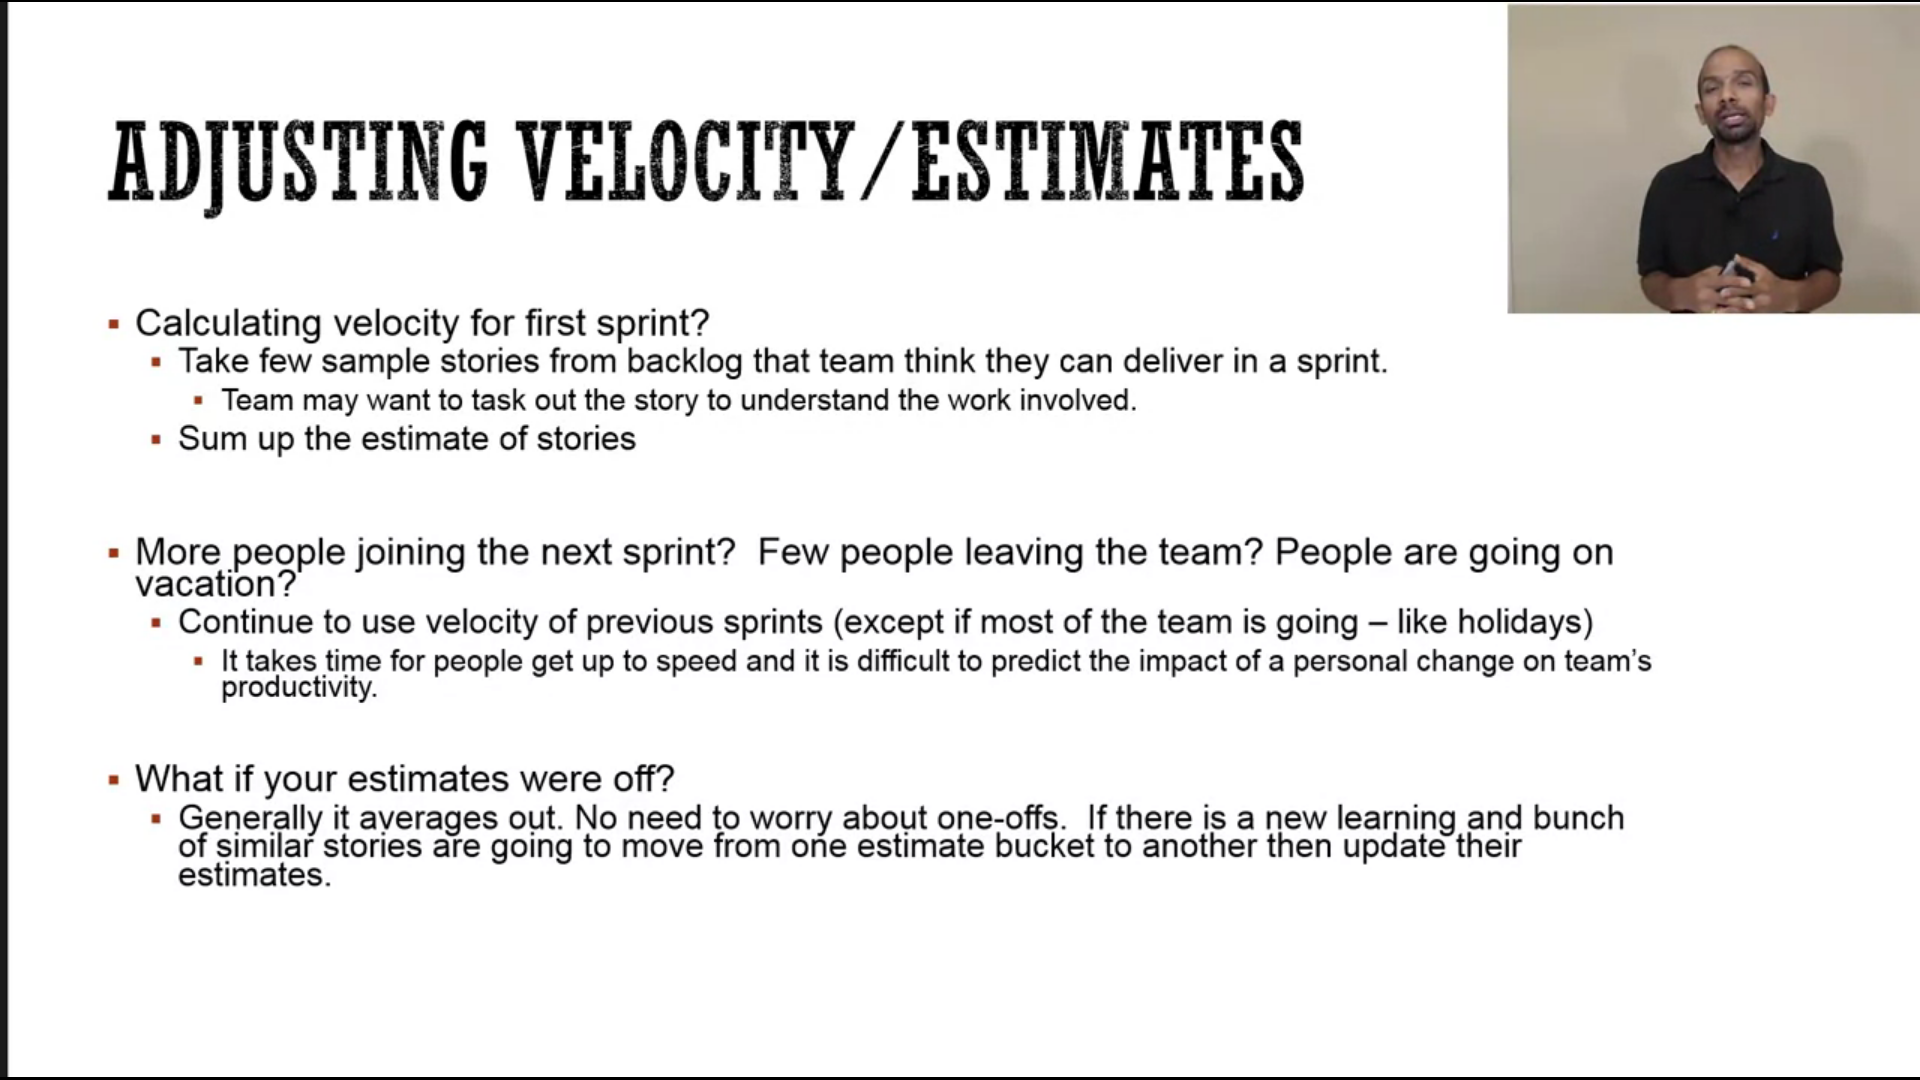 ADJUSTING VELOCITY/ESTIMATES
Calculating velocity for first sprint?
Take few sample stories from backlog that team think they can deliver in a sprint.
Team may want to task out the story to understand the work involved.
Sum up the estimate of stories
More people joining the next sprint?  Few people leaving the team? People are going on
vacation?
Continue to use velocity of previous sprints (except if most of the team is going – like holidays)
It takes time for people get up to speed and it is difficult to predict the impact of a personal change on team’s
productivity.
What if your estimates were off?
Generally it averages out. No need to worry about one-offs.  If there is a new learning and bunch
of similar stories are going to move from one estimate bucket to another then update their
estimates.